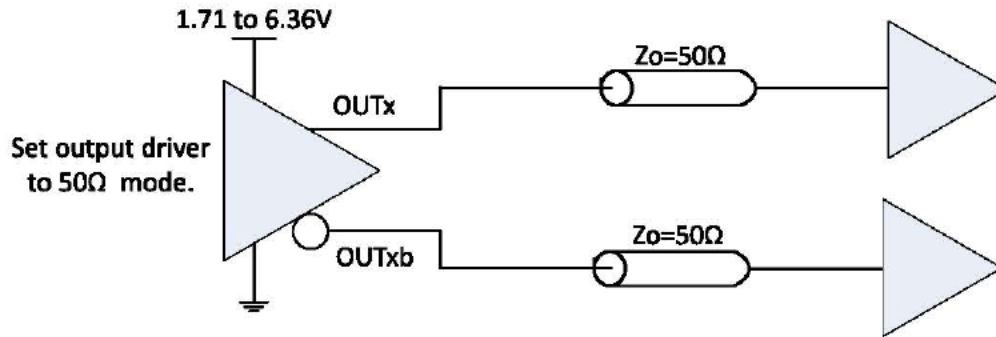 1.71 to 6.36V
Zo=50Ω
OUTx
Set output driver
to 50Ω mode.
Zo=50Ω
OUTxb